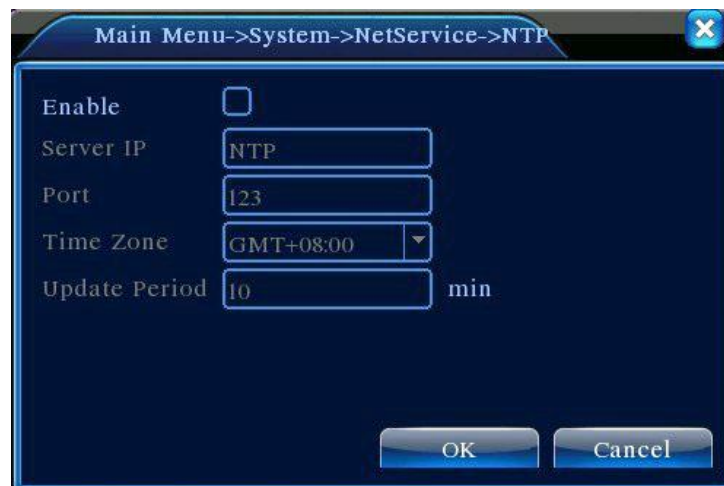 Main Menu->System->NetService->NTP
Enable
Server IP NTP
Port 123
Time Zone GMT+08:00
Update Period 10 min
OK Cancel